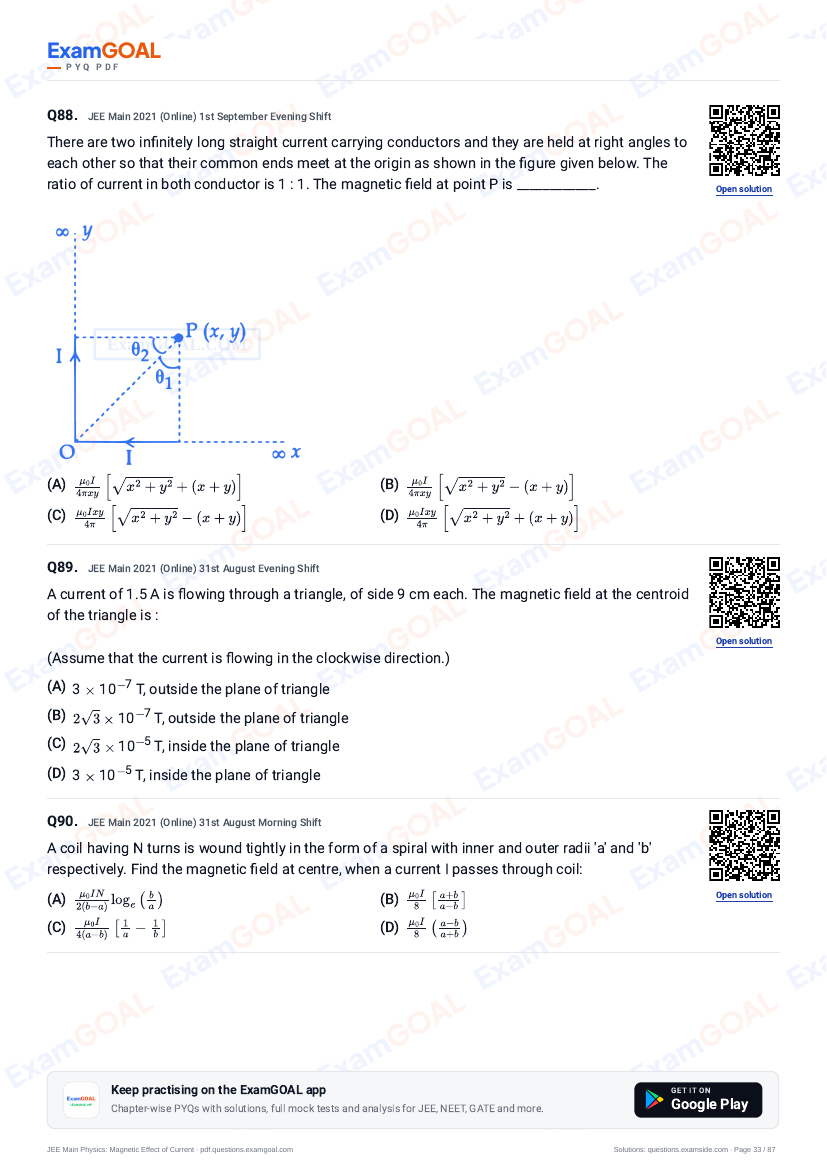 ExamGOAL
PYQ PDF
Q88. JEE Main 2021 (Online) 1st September Evening Shift
There are two infinitely long straight current carrying conductors and they are held at right angles to
each other so that their common ends meet at the origin as shown in the figure given below. The
ratio of current in both conductor is 1 : 1. The magnetic field at point P is ____________.
Open solution
∞ y
P (x, y)
EXAMGOAL.COM
θ₂
I
θ₁
O
I
∞ x
(A) μ₀I/4πxy [√(x² + y²) + (x + y)]
(B) μ₀I/4πxy [√(x² + y²) − (x + y)]
(C) μ₀Ixy/4π [√(x² + y²) − (x + y)]
(D) μ₀Ixy/4π [√(x² + y²) + (x + y)]
Q89. JEE Main 2021 (Online) 31st August Evening Shift
A current of 1.5 A is flowing through a triangle, of side 9 cm each. The magnetic field at the centroid
of the triangle is :
Open solution
(Assume that the current is flowing in the clockwise direction.)
(A) 3 × 10⁻⁷ T, outside the plane of triangle
(B) 2√3 × 10⁻⁷ T, outside the plane of triangle
(C) 2√3 × 10⁻⁵ T, inside the plane of triangle
(D) 3 × 10⁻⁵ T, inside the plane of triangle
Q90. JEE Main 2021 (Online) 31st August Morning Shift
A coil having N turns is wound tightly in the form of a spiral with inner and outer radii 'a' and 'b'
respectively. Find the magnetic field at centre, when a current I passes through coil:
Open solution
(A) μ₀IN/2(b−a) logₑ (b/a)
(B) μ₀I/8 [a+b/a−b]
(C) μ₀I/4(a−b) [1/a − 1/b]
(D) μ₀I/8 (a−b/a+b)
ExamGOAL
Keep practising on the ExamGOAL app
Chapter-wise PYQs with solutions, full mock tests and analysis for JEE, NEET, GATE and more.
GET IT ON
Google Play
JEE Main Physics: Magnetic Effect of Current · pdf.questions.examgoal.com
Solutions: questions.examside.com · Page 33 / 87